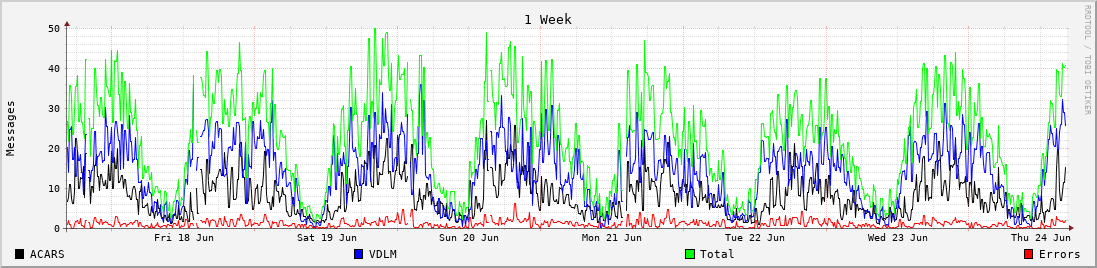 1 Week
RRDTOOL / TOBI OETIKER
Messages
50
40
30
20
10
0
Fri 18 Jun Sat 19 Jun Sun 20 Jun Mon 21 Jun Tue 22 Jun Wed 23 Jun Thu 24 Jun
ACARS VDLM Total Errors